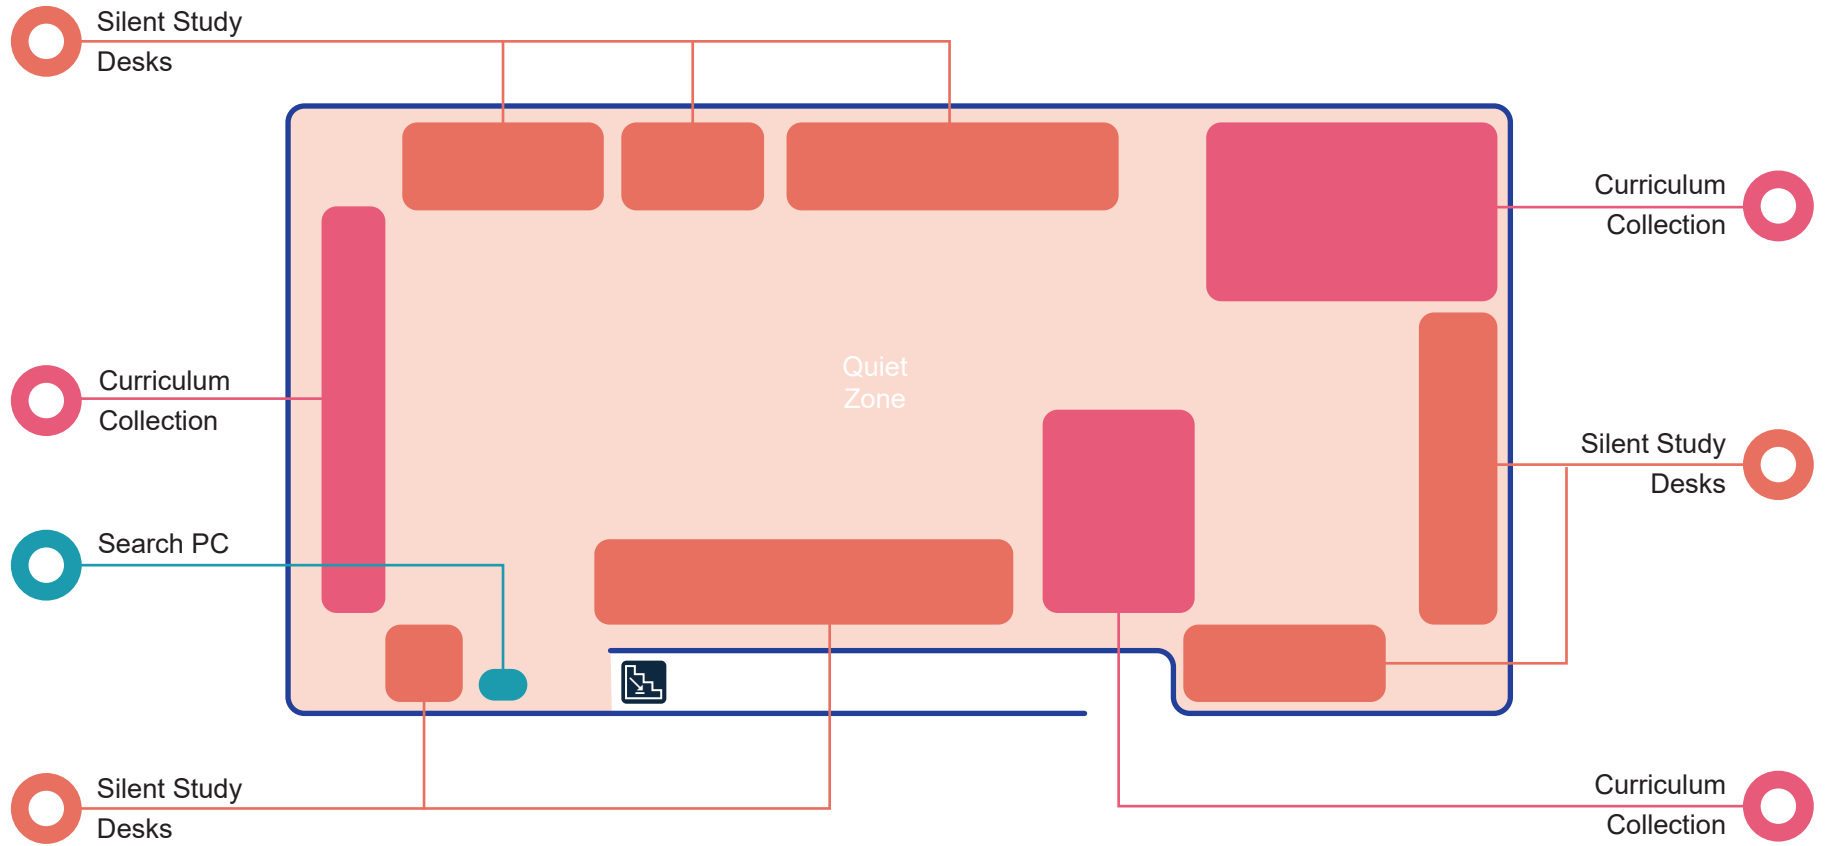 Silent Study
Desks
Curriculum
Collection
Quiet
Zone
Curriculum
Collection
Silent Study
Desks
Search PC
Silent Study
Desks
Curriculum
Collection